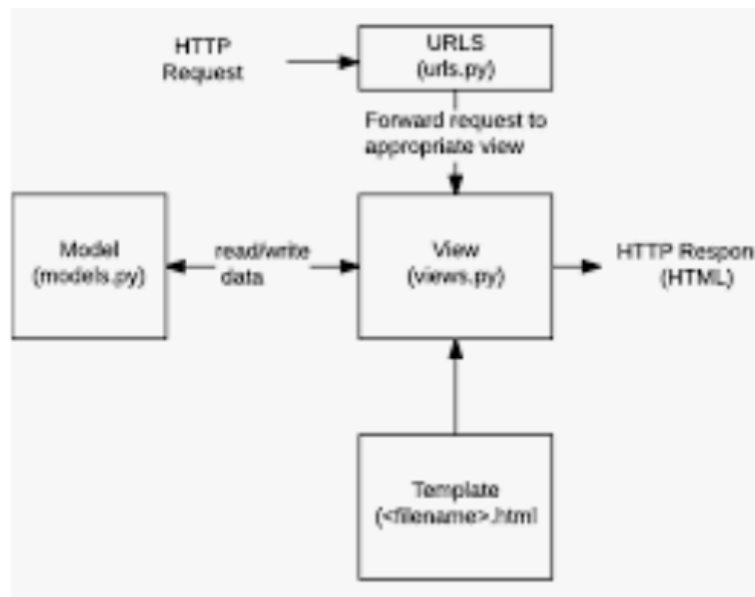 HTTP
Request
URLS
(urls.py)
Forward request to
appropriate view
Model
(models.py)
read/write
data
View
(views.py)
HTTP Respon
(HTML)
Template
(<filename>.html